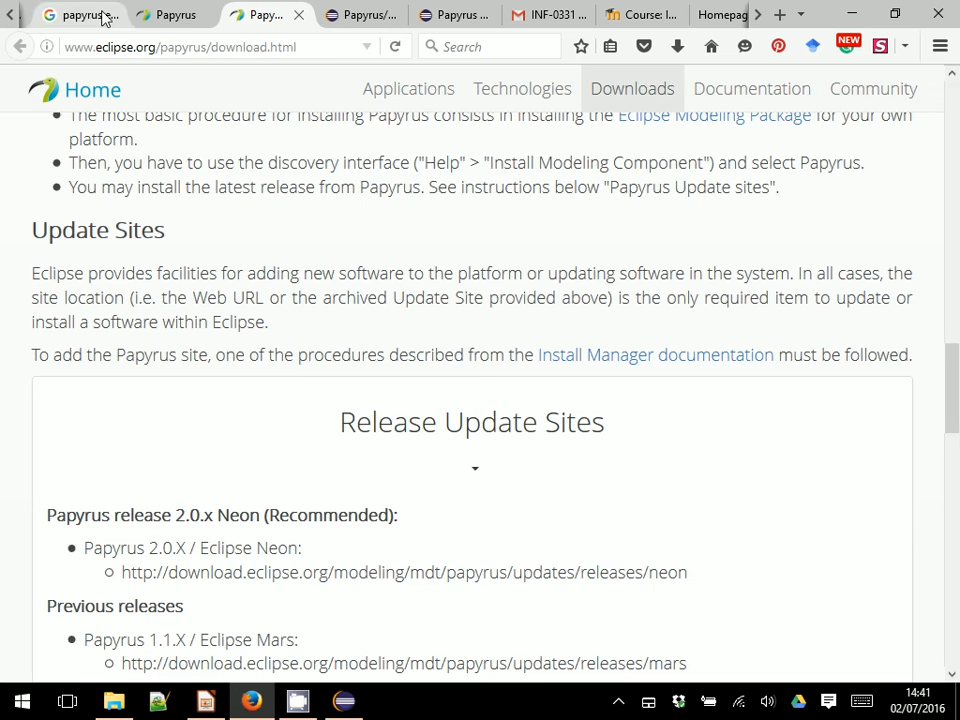 papyrus
Papyrus
Papy...
Papyrus/...
Papyrus ...
INF-0331 ...
Course: I...
Homepag
www.eclipse.org/papyrus/download.html
Search
NEW
S
Home
Applications
Technologies
Downloads
Documentation
Community
The most basic procedure for installing Papyrus consists in installing the Eclipse Modeling Package for your own
platform.
Then, you have to use the discovery interface ("Help" > "Install Modeling Component") and select Papyrus.
You may install the latest release from Papyrus. See instructions below "Papyrus Update sites".
Update Sites
Eclipse provides facilities for adding new software to the platform or updating software in the system. In all cases, the
site location (i.e. the Web URL or the archived Update Site provided above) is the only required item to update or
install a software within Eclipse.
To add the Papyrus site, one of the procedures described from the Install Manager documentation must be followed.
Release Update Sites
Papyrus release 2.0.x Neon (Recommended):
Papyrus 2.0.X / Eclipse Neon:
http://download.eclipse.org/modeling/mdt/papyrus/updates/releases/neon
Previous releases
Papyrus 1.1.X / Eclipse Mars:
http://download.eclipse.org/modeling/mdt/papyrus/updates/releases/mars
14:41
02/07/2016